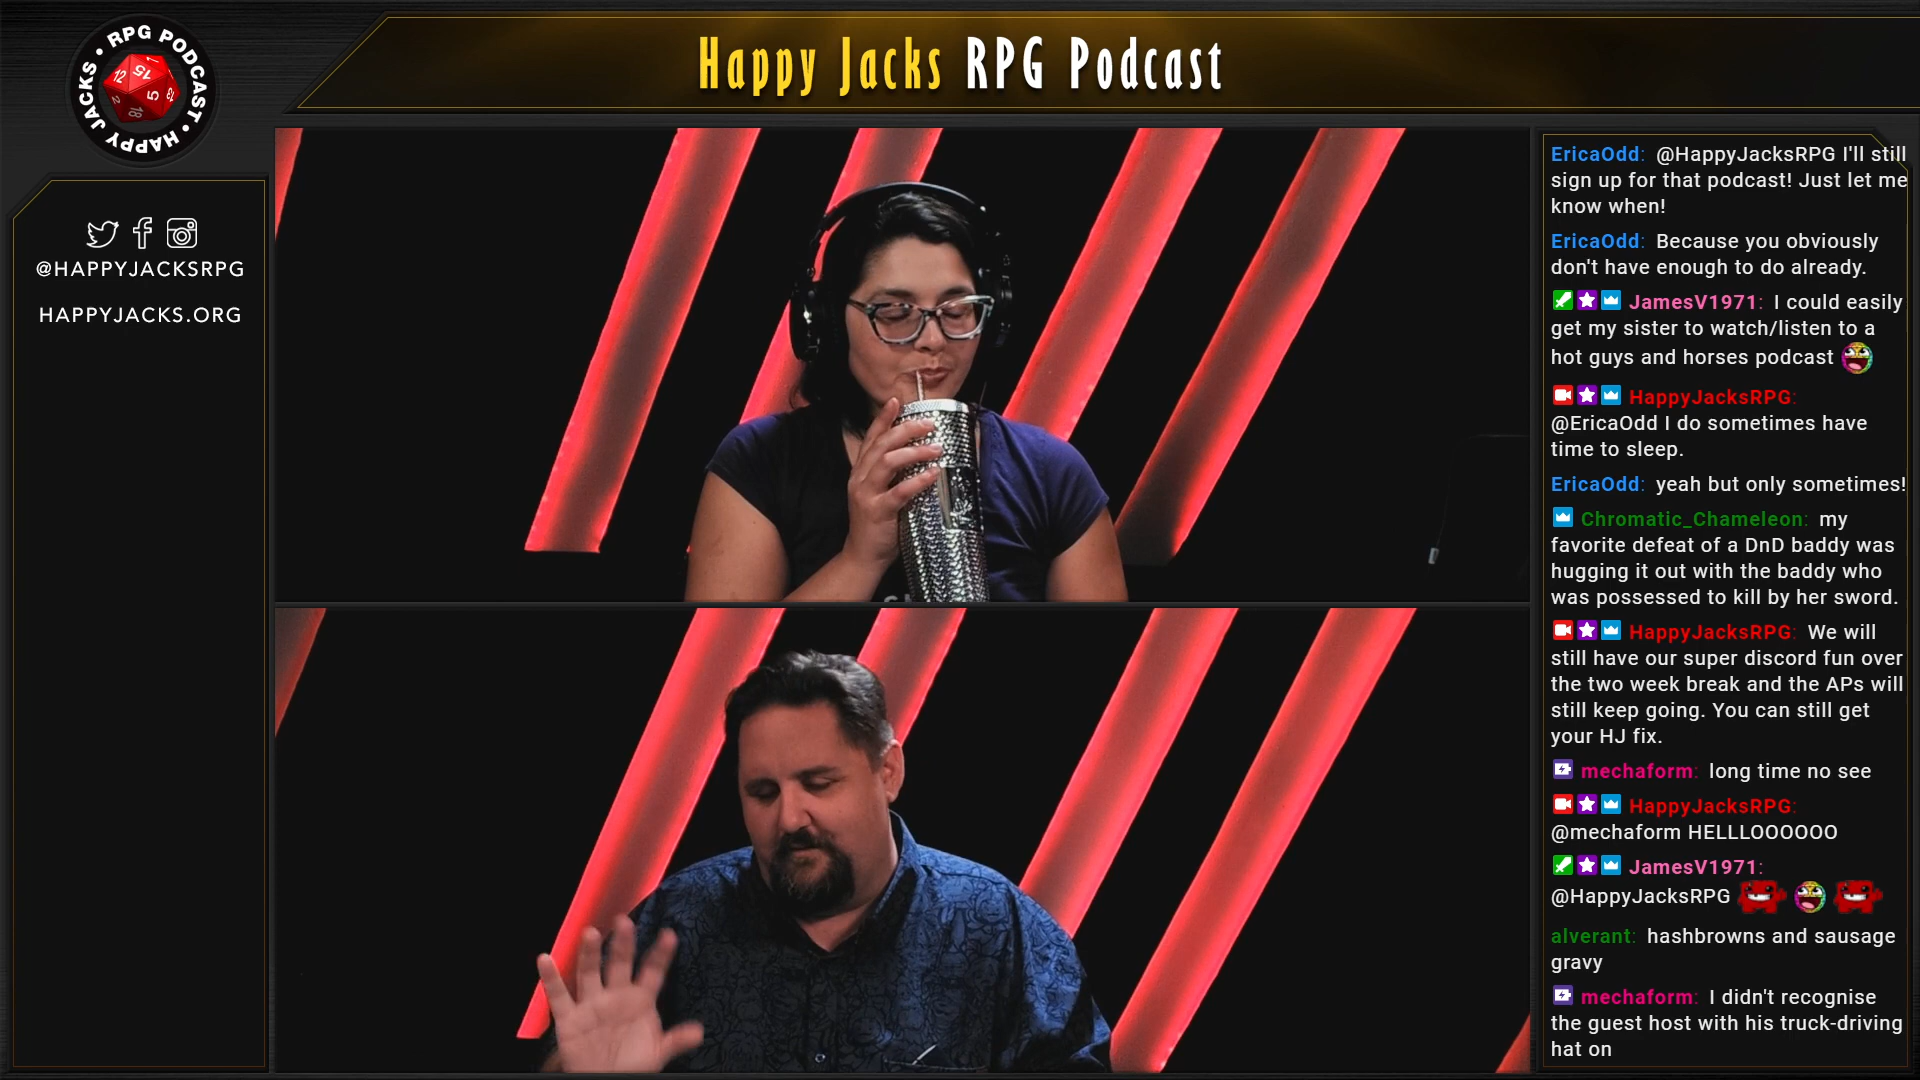 • RPG PODCAST • HAPPY JACKS
12
15
1
5
2
18
Happy Jacks RPG Podcast
@HAPPYJACKSRPG
HAPPYJACKS.ORG
EricaOdd: @HappyJacksRPG I'll still
sign up for that podcast! Just let me
know when!
EricaOdd: Because you obviously
don't have enough to do already.
JamesV1971: I could easily
get my sister to watch/listen to a
hot guys and horses podcast
HappyJacksRPG:
@EricaOdd I do sometimes have
time to sleep.
EricaOdd: yeah but only sometimes!
Chromatic_Chameleon: my
favorite defeat of a DnD baddy was
hugging it out with the baddy who
was possessed to kill by her sword.
HappyJacksRPG: We will
still have our super discord fun over
the two week break and the APs will
still keep going. You can still get
your HJ fix.
mechaform: long time no see
HappyJacksRPG:
@mechaform HELLLOOOOOO
JamesV1971:
@HappyJacksRPG
alverant: hashbrowns and sausage
gravy
mechaform: I didn't recognise
the guest host with his truck-driving
hat on